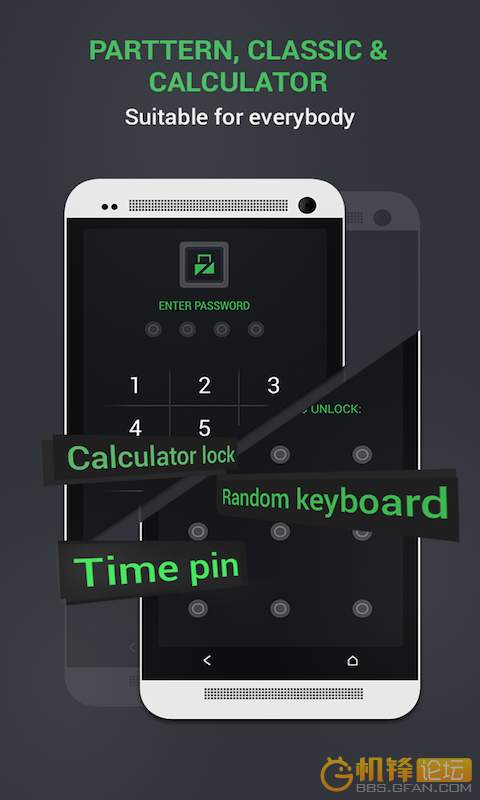 PARTTERN, CLASSIC &
CALCULATOR
Suitable for everybody
ENTER PASSWORD
1 2 3
4 5
UNLOCK:
Calculator lock
Random keyboard
Time pin
机锋论坛
BBS.GFAN.COM